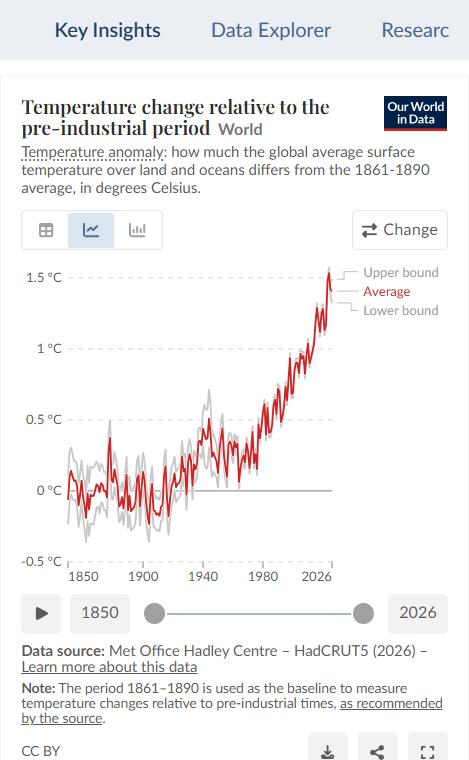 Key Insights Data Explorer Researc
Temperature change relative to the
pre-industrial period World
Our World
in Data
Temperature anomaly: how much the global average surface
temperature over land and oceans differs from the 1861-1890
average, in degrees Celsius.
Change
1.5 °C
1 °C
0.5 °C
0 °C
-0.5 °C
Upper bound
Average
Lower bound
1850 1900 1940 1980 2026
1850 2026
Data source: Met Office Hadley Centre – HadCRUT5 (2026) –
Learn more about this data
Note: The period 1861–1890 is used as the baseline to measure
temperature changes relative to pre-industrial times, as recommended
by the source.
CC BY